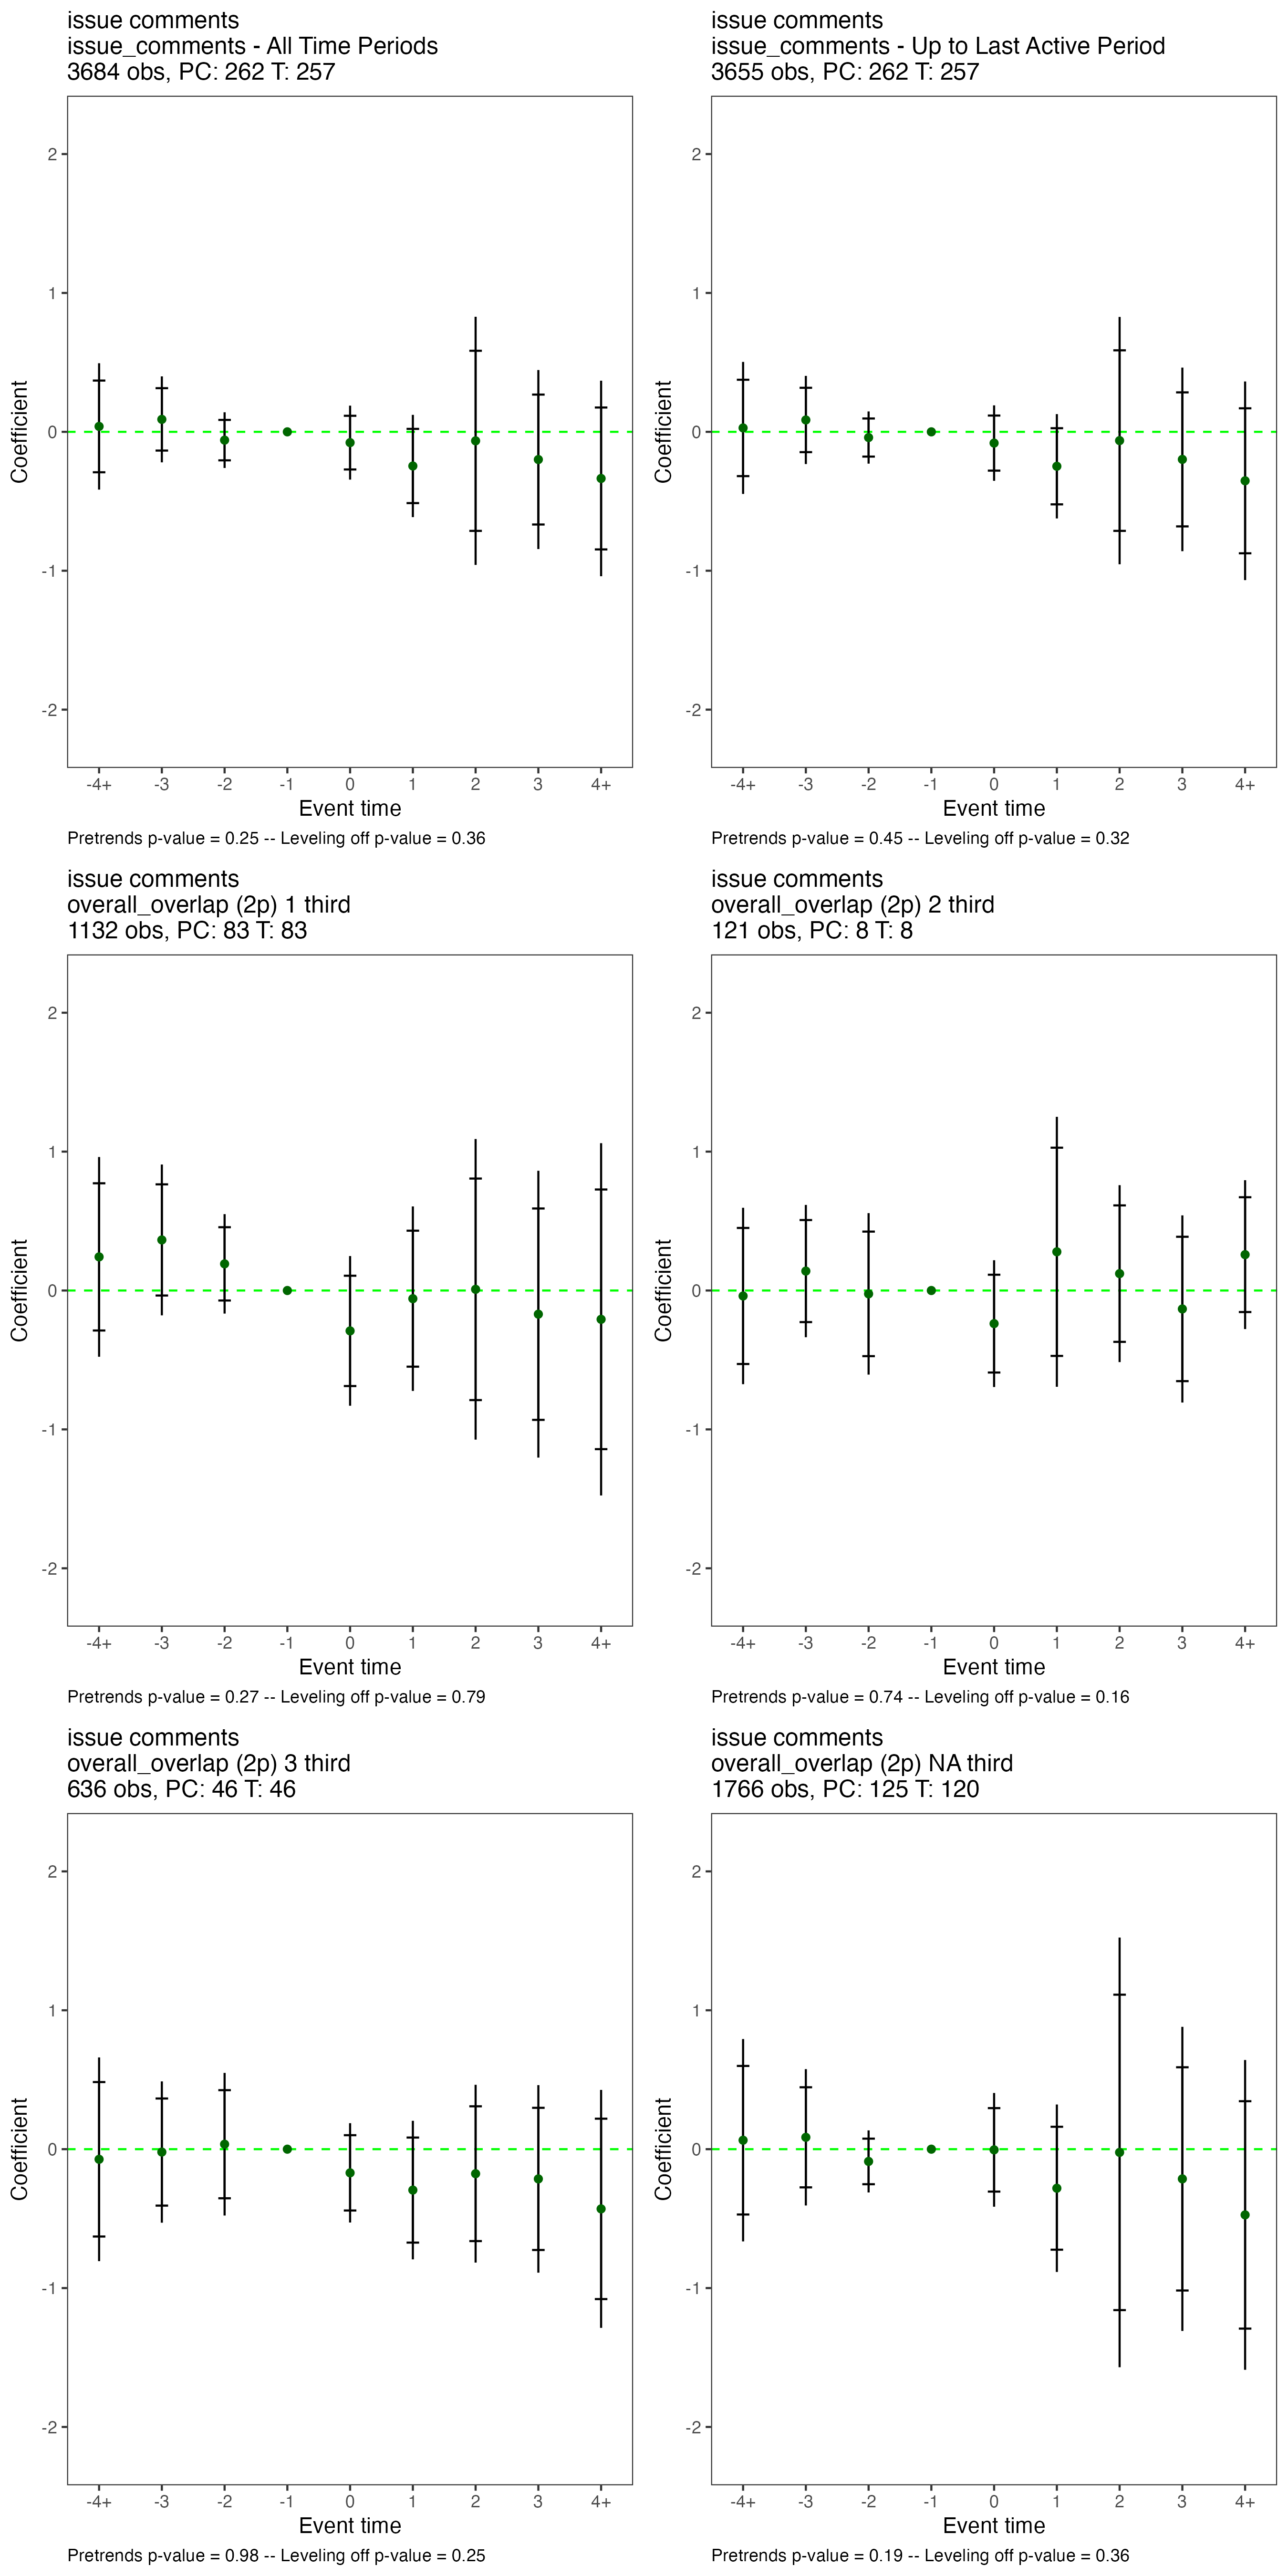 issue comments
issue_comments - All Time Periods
3684 obs, PC: 262 T: 257
2
1
0
-1
-2
Coefficient
-4+ -3 -2 -1 0 1 2 3 4+
Event time
Pretrends p-value = 0.25 -- Leveling off p-value = 0.36
issue comments
issue_comments - Up to Last Active Period
3655 obs, PC: 262 T: 257
2
1
0
-1
-2
Coefficient
-4+ -3 -2 -1 0 1 2 3 4+
Event time
Pretrends p-value = 0.45 -- Leveling off p-value = 0.32
issue comments
overall_overlap (2p) 1 third
1132 obs, PC: 83 T: 83
2
1
0
-1
-2
Coefficient
-4+ -3 -2 -1 0 1 2 3 4+
Event time
Pretrends p-value = 0.27 -- Leveling off p-value = 0.79
issue comments
overall_overlap (2p) 2 third
121 obs, PC: 8 T: 8
2
1
0
-1
-2
Coefficient
-4+ -3 -2 -1 0 1 2 3 4+
Event time
Pretrends p-value = 0.74 -- Leveling off p-value = 0.16
issue comments
overall_overlap (2p) 3 third
636 obs, PC: 46 T: 46
2
1
0
-1
-2
Coefficient
-4+ -3 -2 -1 0 1 2 3 4+
Event time
Pretrends p-value = 0.98 -- Leveling off p-value = 0.25
issue comments
overall_overlap (2p) NA third
1766 obs, PC: 125 T: 120
2
1
0
-1
-2
Coefficient
-4+ -3 -2 -1 0 1 2 3 4+
Event time
Pretrends p-value = 0.19 -- Leveling off p-value = 0.36